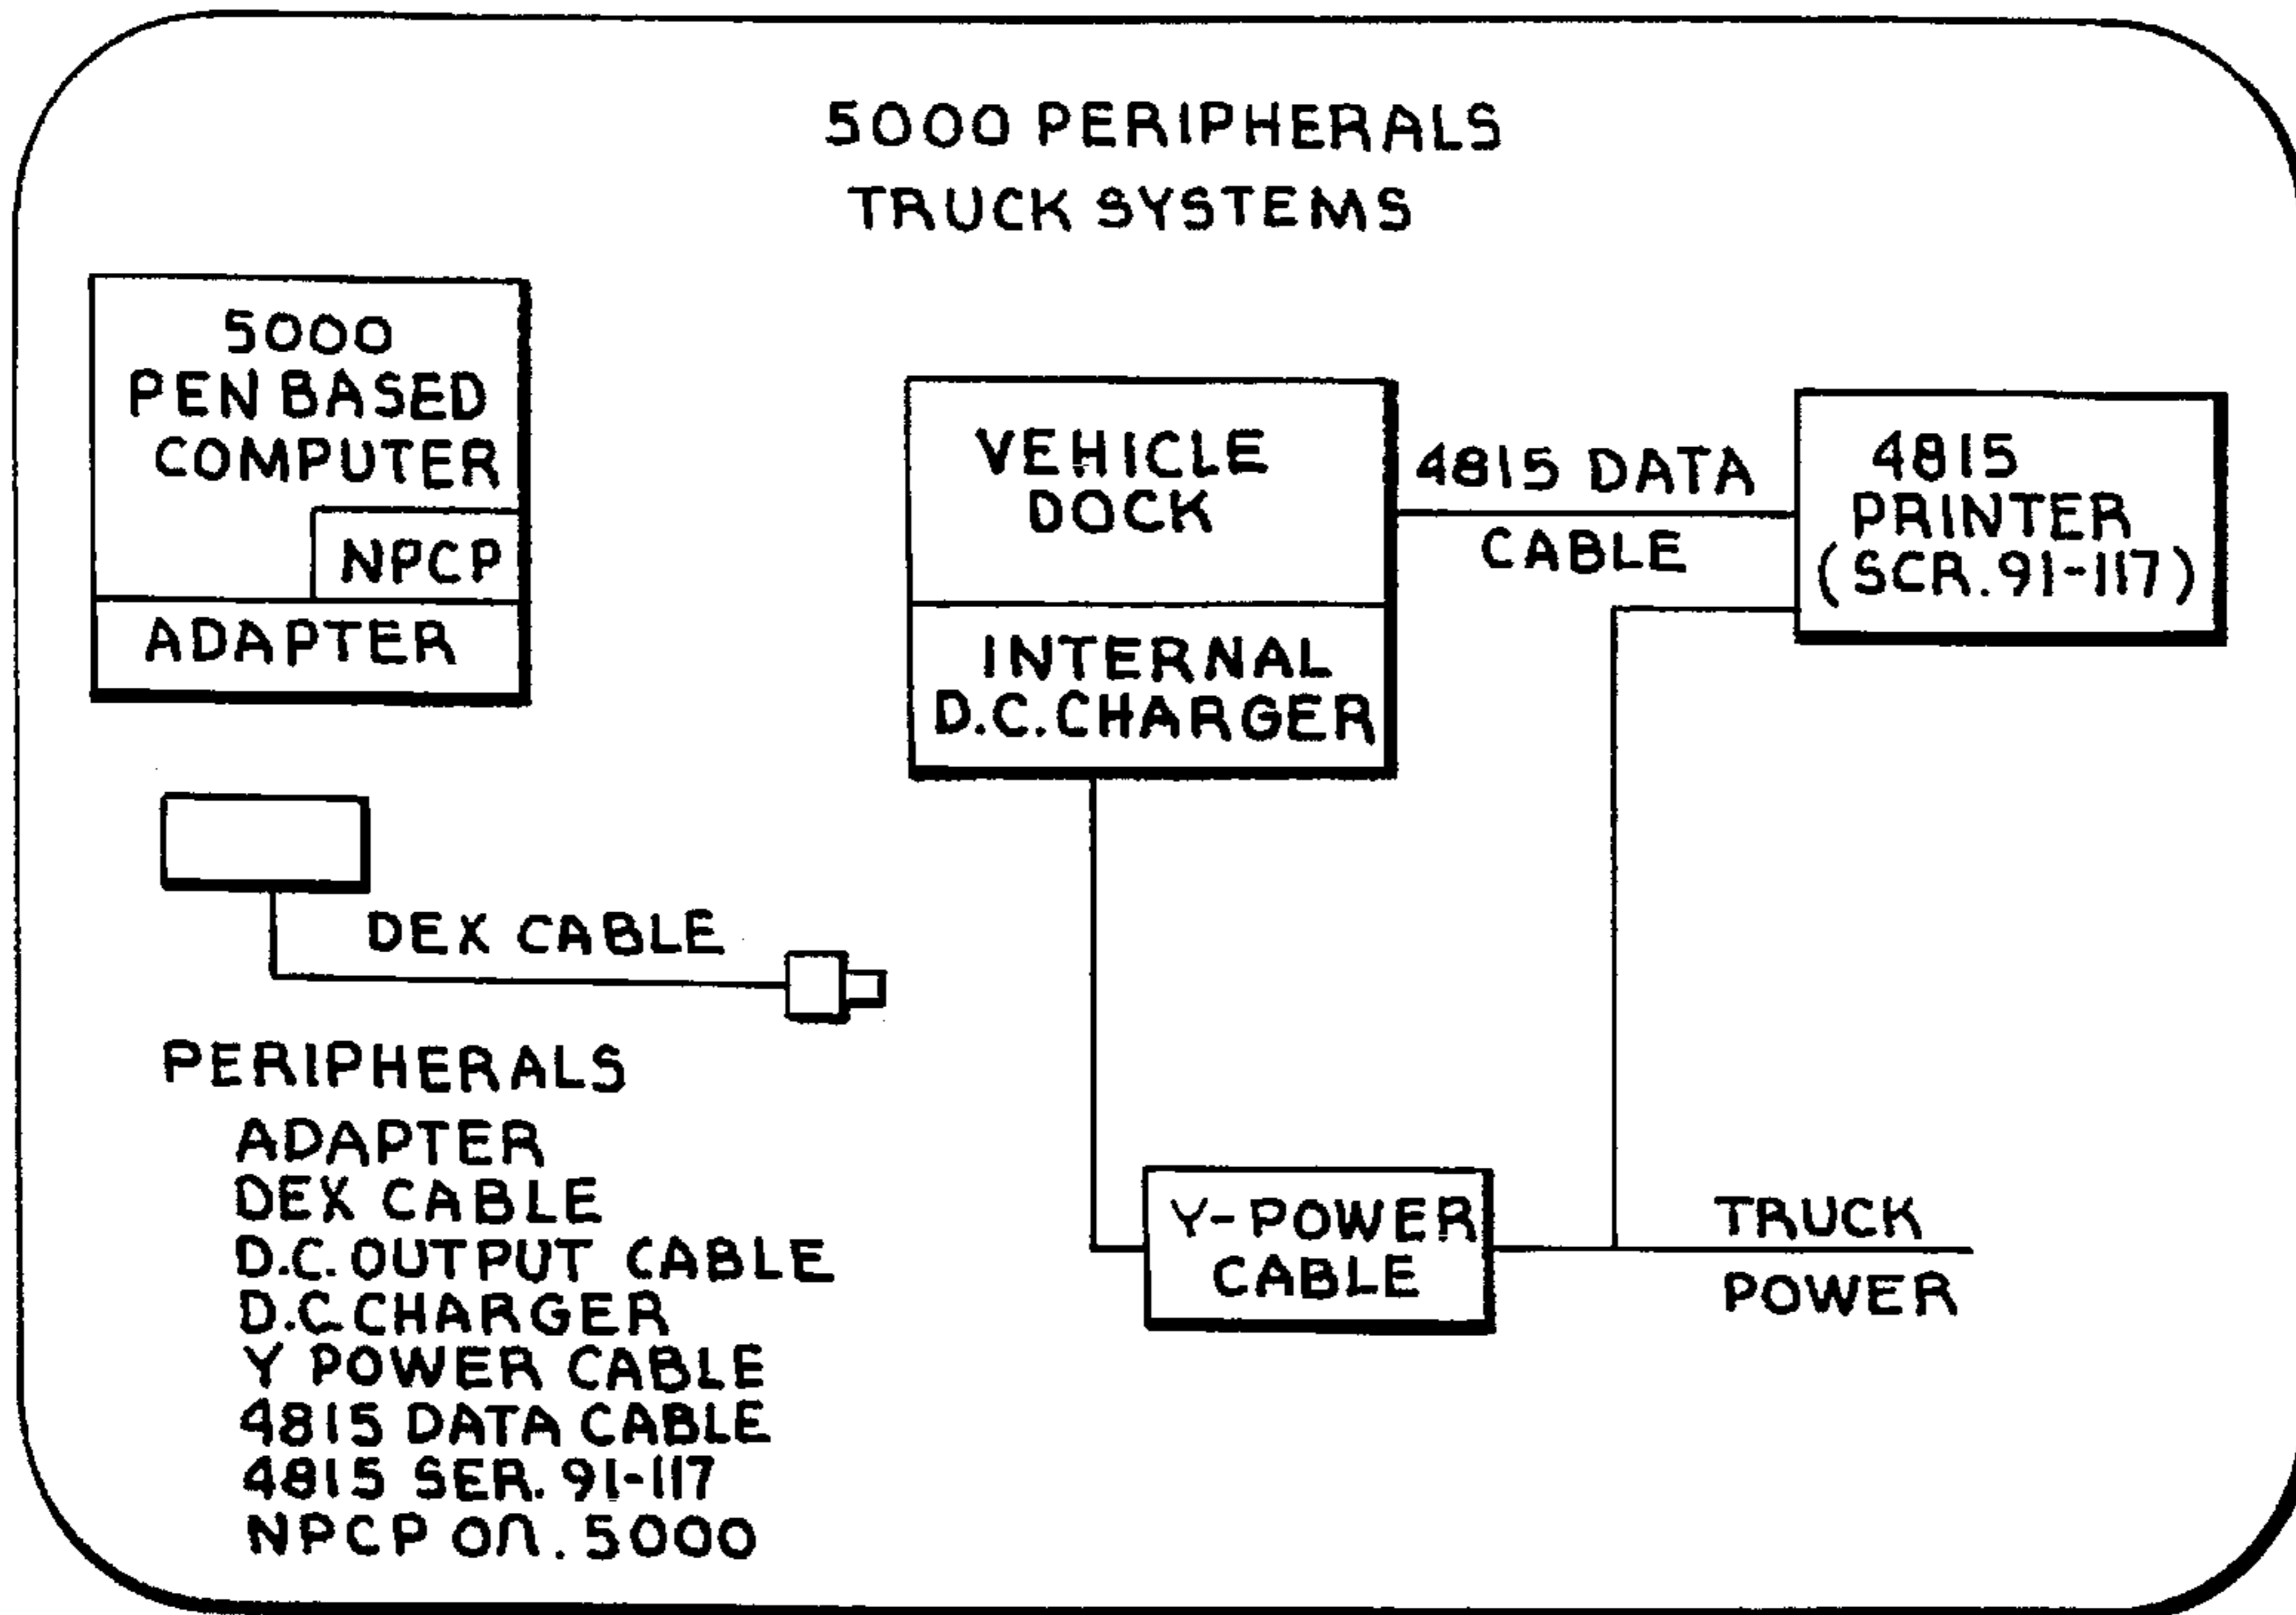 5000 PERIPHERALS
TRUCK SYSTEMS
5000
PEN BASED
COMPUTER
NPCP
ADAPTER
VEHICLE
DOCK
INTERNAL
D.C. CHARGER
4815 DATA
CABLE
4815
PRINTER
(SCR. 91-117)
DEX CABLE
Y-POWER
CABLE
TRUCK
POWER
PERIPHERALS
ADAPTER
DEX CABLE
D.C. OUTPUT CABLE
D.C CHARGER
Y POWER CABLE
4815 DATA CABLE
4815 SER. 91-117
NPCP on. 5000